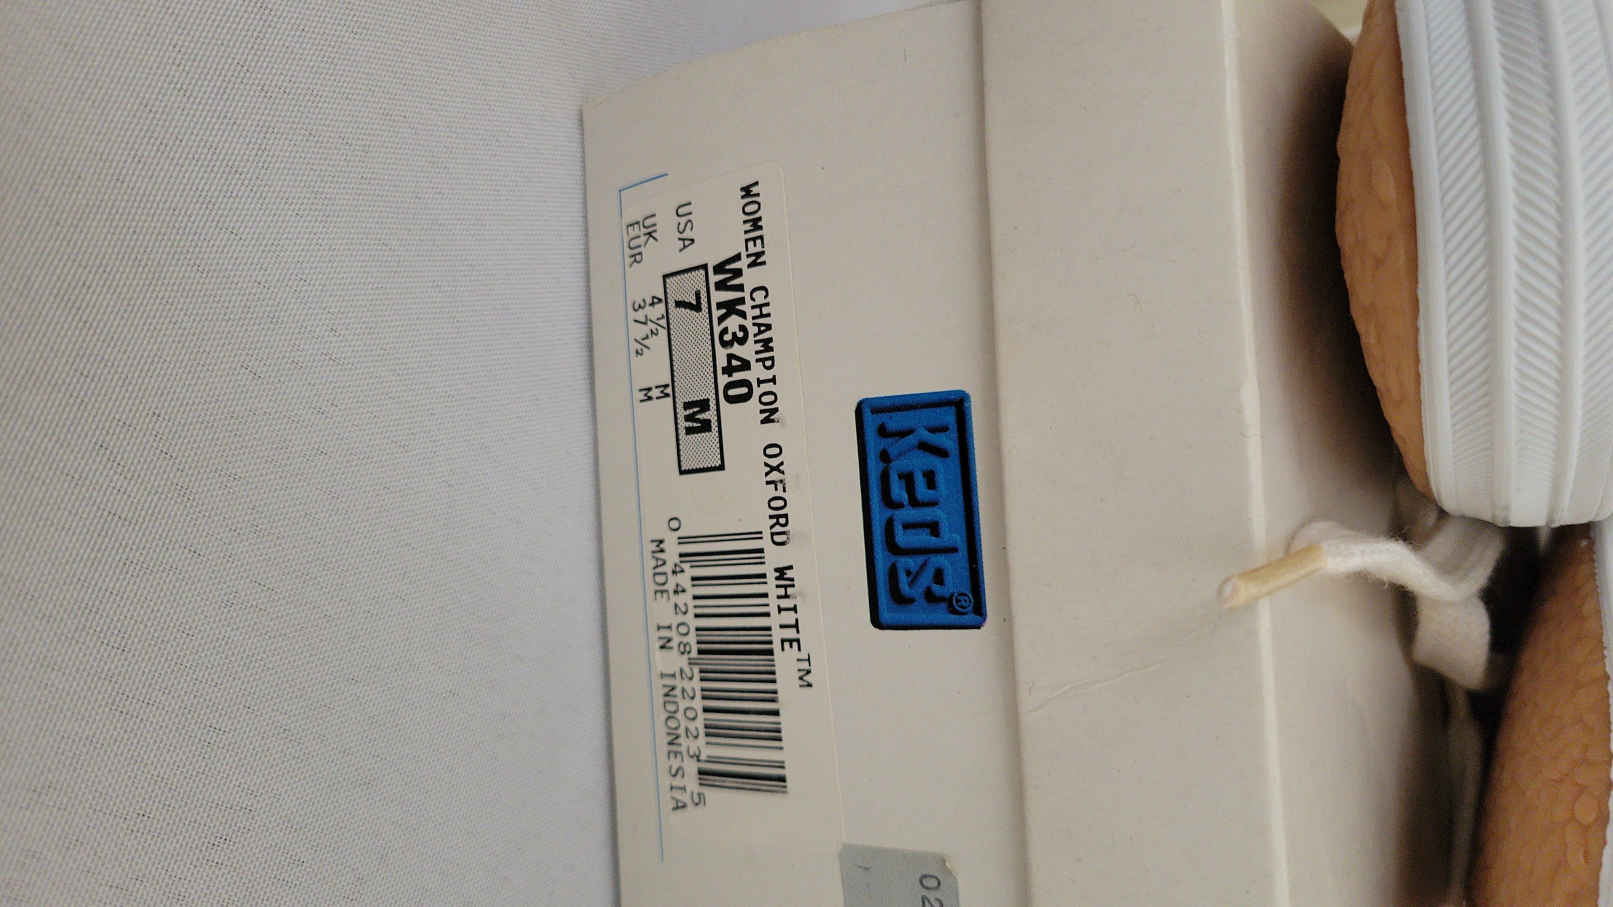 Keds®
WOMEN CHAMPION OXFORD WHITE™
WK340
USA 7 M
UK 4½ M
EUR 37½ M
0 44208 22023 5
MADE IN INDONESIA
02